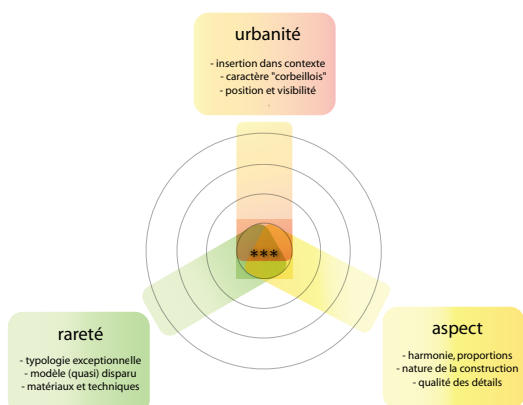 urbanité
- insertion dans contexte
- caractère "corbeillois"
- position et visibilité
-
***
rareté
- typologie exceptionnelle
- modèle (quasi) disparu
- matériaux et techniques
aspect
- harmonie, proportions
- nature de la construction
- qualité des détails